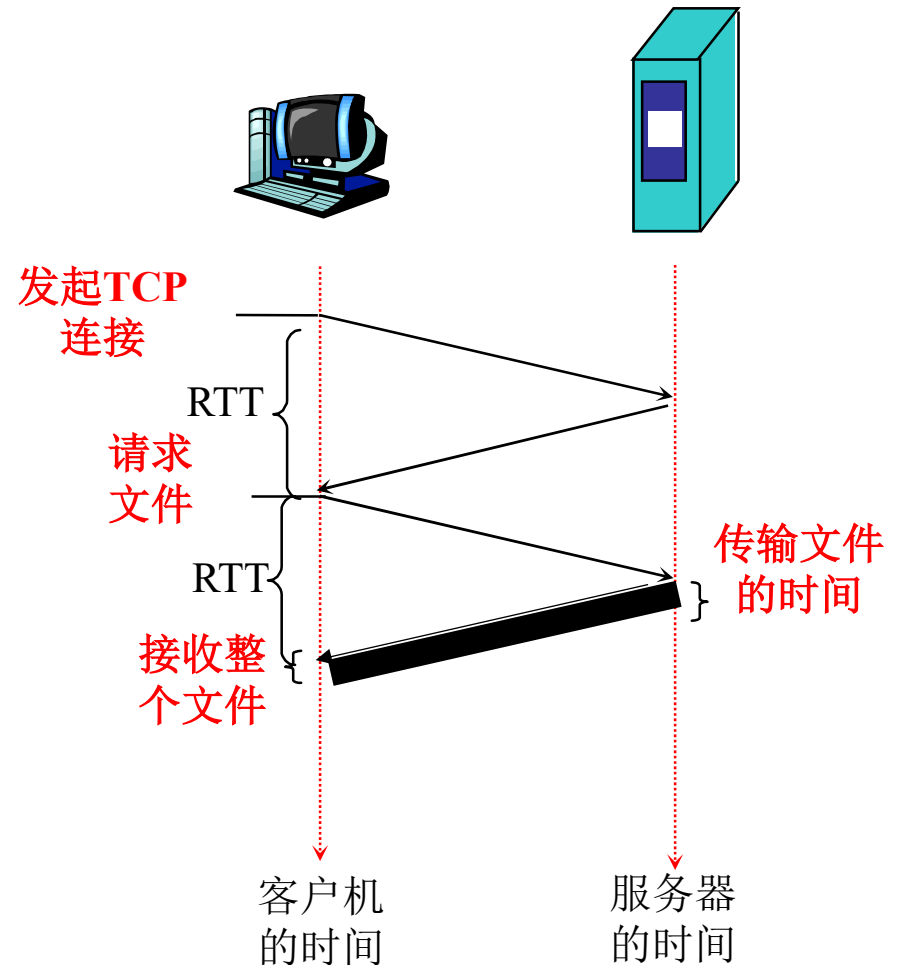 发起TCP
连接
RTT
请求
文件
RTT
传输文件
的时间
接收整
个文件
客户机
的时间
服务器
的时间